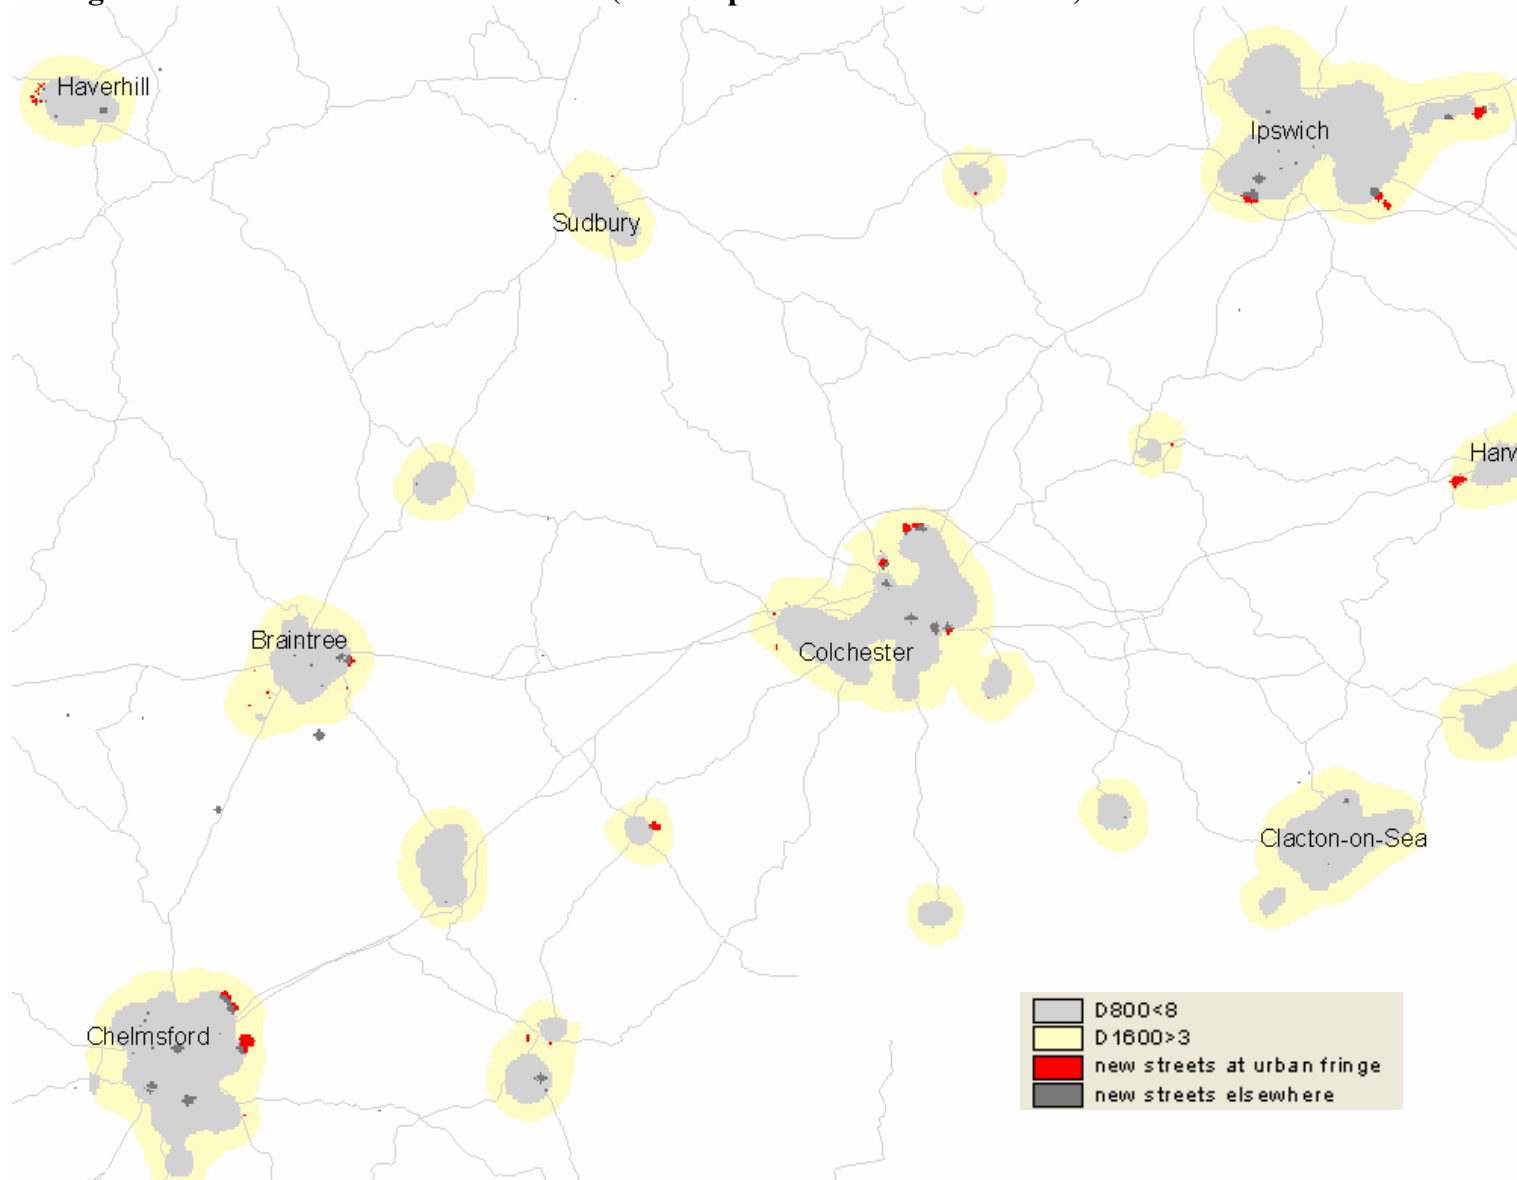 Haverhill
Ipswich
Sudbury
Harw
Braintree
Colchester
Clacton-on-Sea
Chelmsford
D800<8
D1600>3
new streets at urban fringe
new streets elsewhere